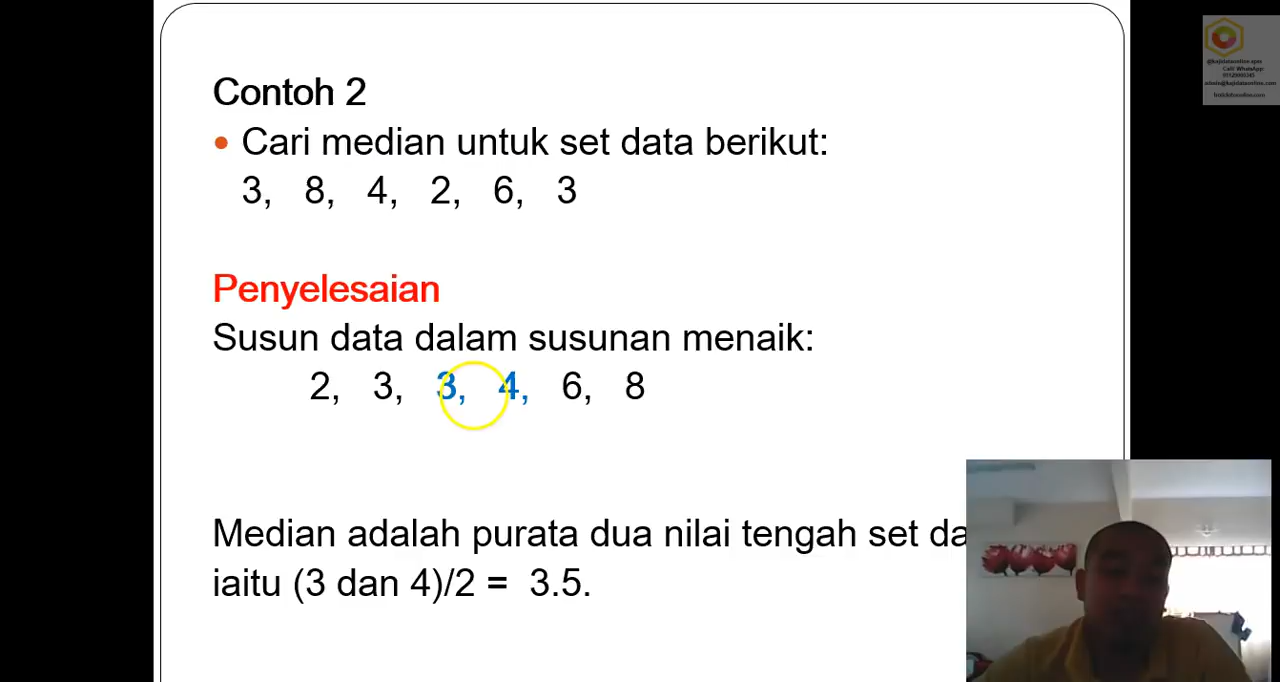 Contoh 2
Cari median untuk set data berikut:
3, 8, 4, 2, 6, 3
Penyelesaian
Susun data dalam susunan menaik:
2, 3, 3, 4, 6, 8
Median adalah purata dua nilai tengah set da
iaitu (3 dan 4)/2 = 3.5.
Call/ WhatsApp